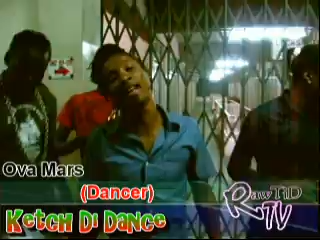 Ova Mars
(Dancer)
Ketch Di Dance
RawTiD
TV